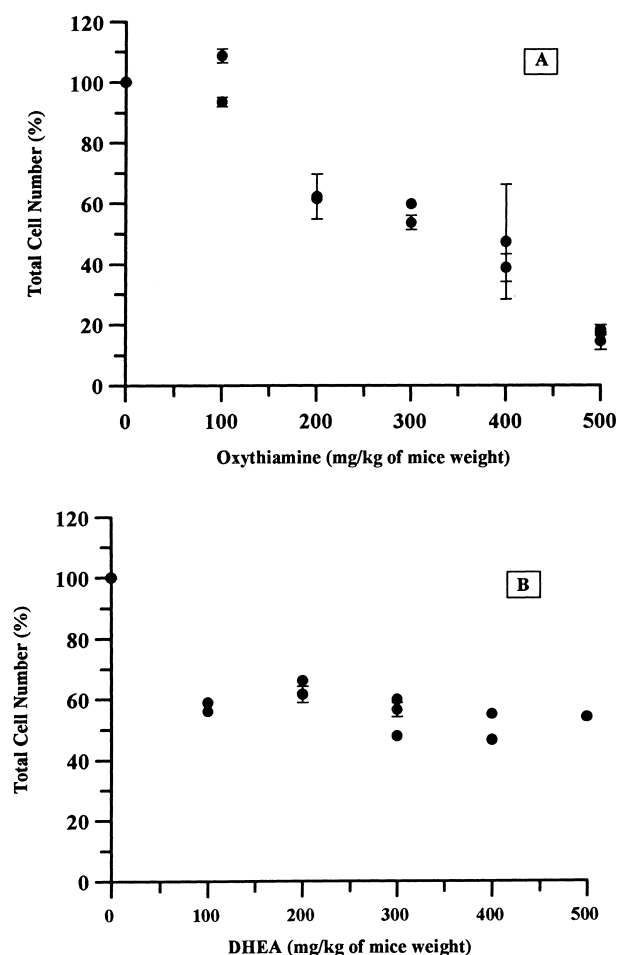 120
A
100
80
60
40
20
0
Total Cell Number (%)
0 100 200 300 400 500
Oxythiamine (mg/kg of mice weight)
120
B
100
80
60
40
20
0
Total Cell Number (%)
0 100 200 300 400 500
DHEA (mg/kg of mice weight)